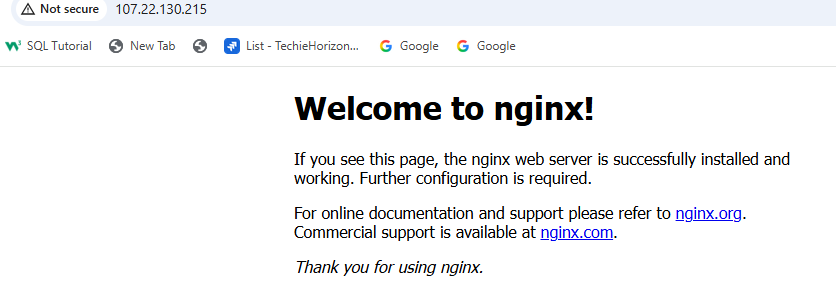 Not secure 107.22.130.215
SQL Tutorial New Tab List - TechieHorizon... Google Google
Welcome to nginx!
If you see this page, the nginx web server is successfully installed and
working. Further configuration is required.
For online documentation and support please refer to nginx.org.
Commercial support is available at nginx.com.
Thank you for using nginx.